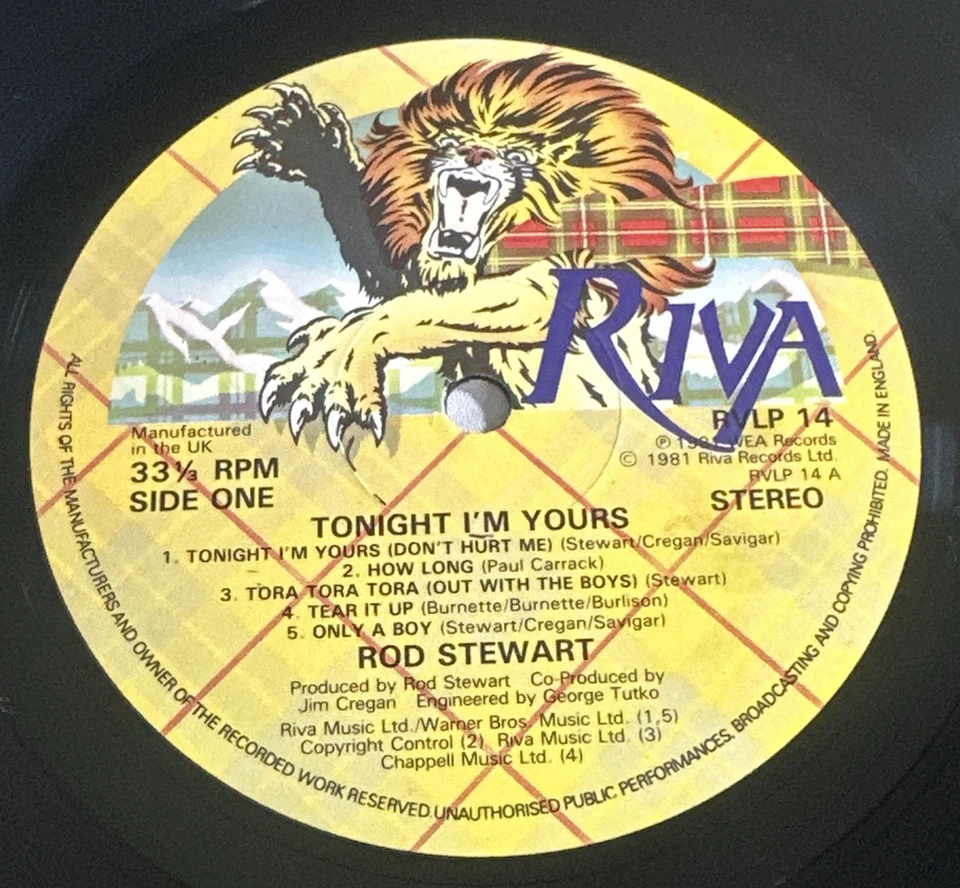 RIVA
Manufactured
in the UK
33⅓ RPM
SIDE ONE
RVLP 14
Ⓟ 1981 WEA Records
© 1981 Riva Records Ltd.
RVLP 14 A
STEREO
TONIGHT I'M YOURS
1. TONIGHT I'M YOURS (DON'T HURT ME) (Stewart/Cregan/Savigar)
2. HOW LONG (Paul Carrack)
3. TORA TORA TORA (OUT WITH THE BOYS) (Stewart)
4. TEAR IT UP (Burnette/Burnette/Burlison)
5. ONLY A BOY (Stewart/Cregan/Savigar)
ROD STEWART
Produced by Rod Stewart Co-Produced by
Jim Cregan Engineered by George Tutko
Riva Music Ltd./Warner Bros. Music Ltd. (1,5)
Copyright Control (2) Riva Music Ltd. (3)
Chappell Music Ltd. (4)
ALL RIGHTS OF THE MANUFACTURERS AND OWNER OF THE RECORDED WORK RESERVED. UNAUTHORISED PUBLIC PERFORMANCES, BROADCASTING AND COPYING PROHIBITED. MADE IN ENGLAND